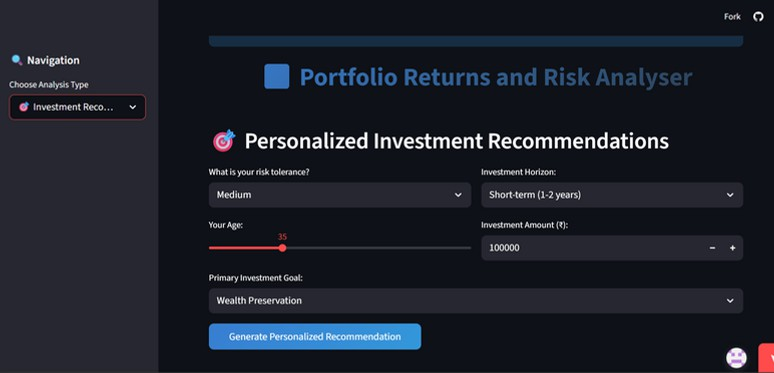 Fork
🔍 Navigation
Choose Analysis Type
🎯 Investment Reco...
Portfolio Returns and Risk Analyser
🎯 Personalized Investment Recommendations
What is your risk tolerance?
Investment Horizon:
Medium
Short-term (1-2 years)
Your Age:
Investment Amount (₹):
35
100000
Primary Investment Goal:
Wealth Preservation
Generate Personalized Recommendation